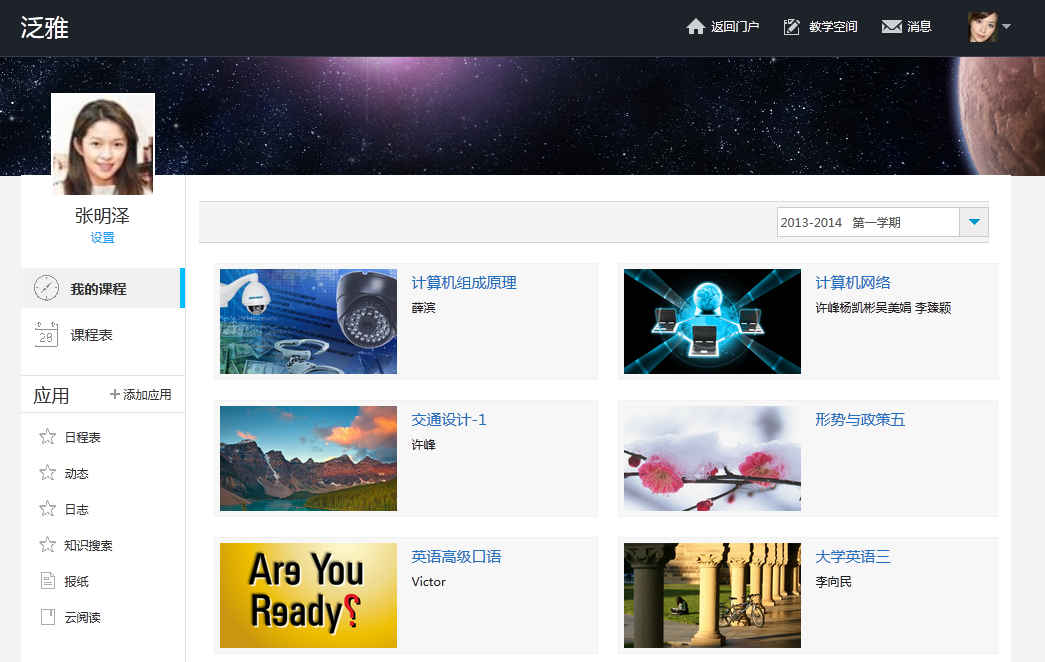 泛雅
返回门户
教学空间
消息
张明泽
设置
我的课程
28
课程表
应用
+ 添加应用
日程表
动态
日志
知识搜索
报纸
云阅读
2013-2014 第一学期
计算机组成原理
薛滨
计算机网络
许峰杨凯彬吴美娟 李臻颖
交通设计-1
许峰
形势与政策五
Are You
Ready?
英语高级口语
Victor
大学英语三
李向民